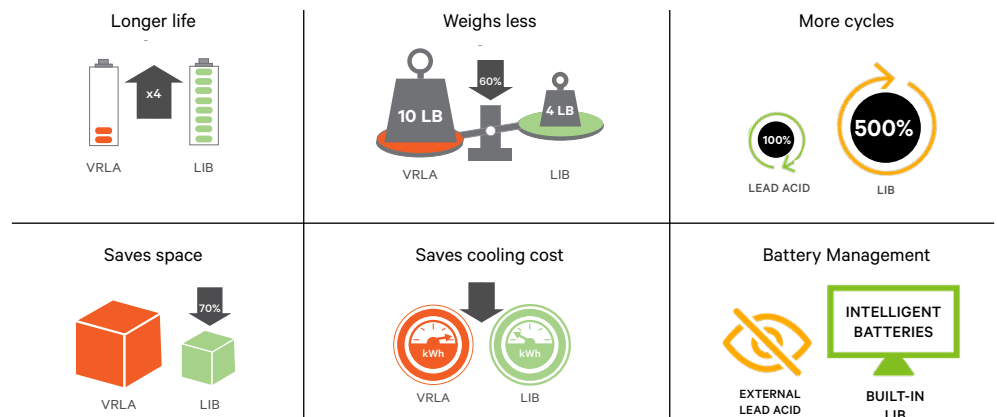 Longer life
x4
VRLA
LIB
Weighs less
60%
10 LB
4 LB
VRLA
LIB
More cycles
100%
500%
LEAD ACID
LIB
Saves space
70%
VRLA
LIB
Saves cooling cost
kWh
kWh
VRLA
LIB
Battery Management
INTELLIGENT
BATTERIES
EXTERNAL
LEAD ACID
BUILT-IN
LIB